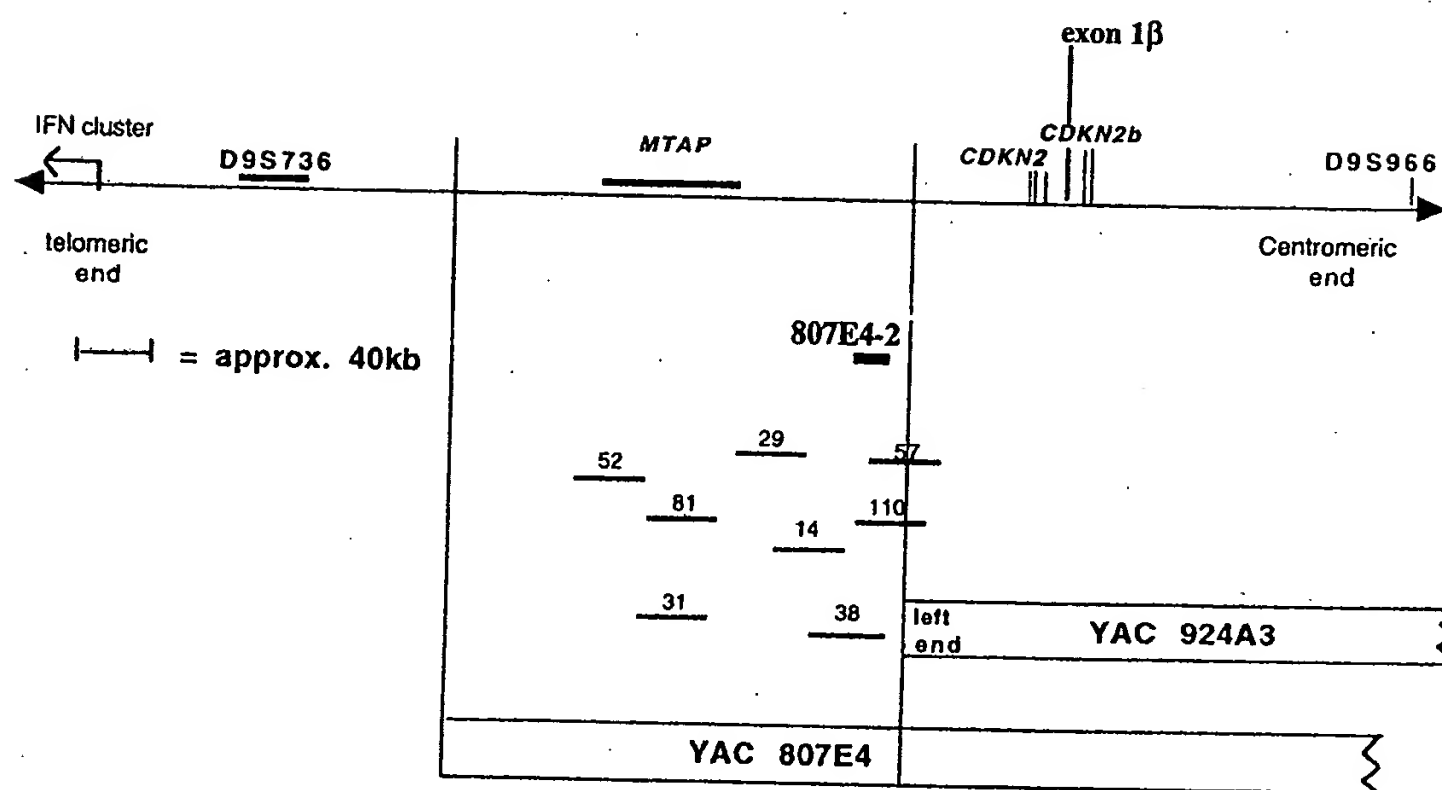 exon 1β
IFN cluster
D9S736
MTAP
CDKN2
CDKN2b
D9S966
telomeric
end
Centromeric
end
= approx. 40kb
807E4-2
52
29
57
81
14
110
31
38
left
end
YAC 924A3
YAC 807E4